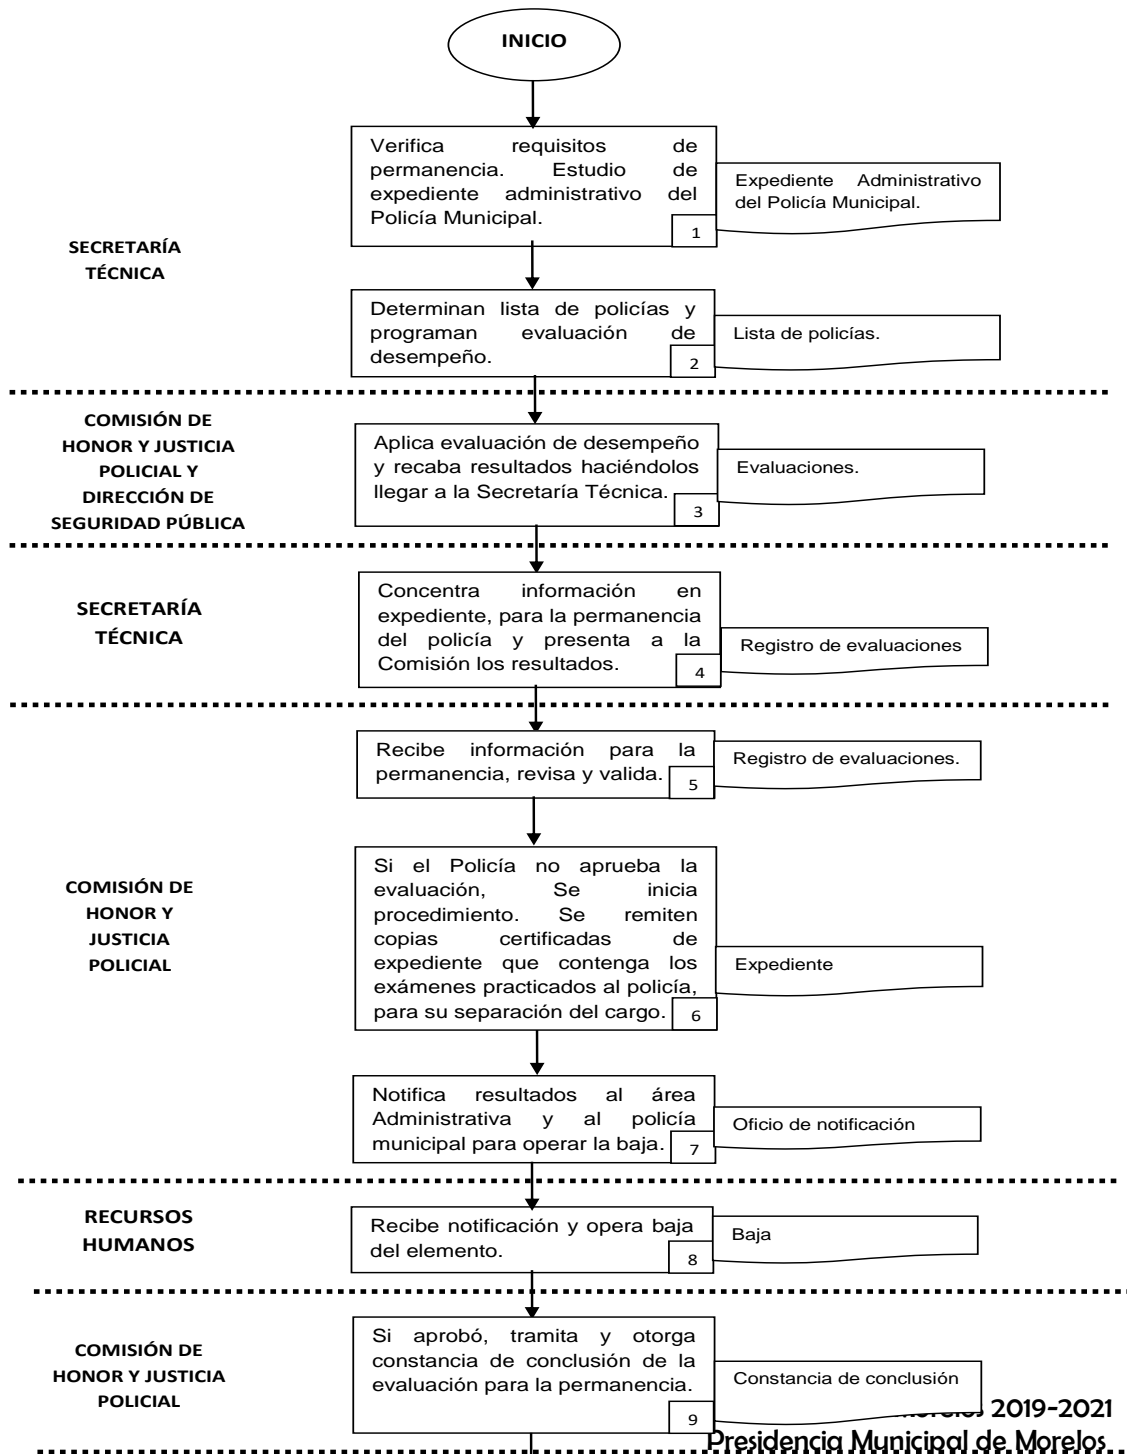 INICIO
Verifica requisitos de
permanencia. Estudio de
expediente administrativo del
Policía Municipal.
1
Expediente Administrativo
del Policía Municipal.
SECRETARÍA
TÉCNICA
Determinan lista de policías y
programan evaluación de
desempeño.
2
Lista de policías.
COMISIÓN DE
HONOR Y JUSTICIA
POLICIAL Y
DIRECCIÓN DE
SEGURIDAD PÚBLICA
Aplica evaluación de desempeño
y recaba resultados haciéndolos
llegar a la Secretaría Técnica.
3
Evaluaciones.
SECRETARÍA
TÉCNICA
Concentra información en
expediente, para la permanencia
del policía y presenta a la
Comisión los resultados.
4
Registro de evaluaciones
Recibe información para la
permanencia, revisa y valida.
5
Registro de evaluaciones.
COMISIÓN DE
HONOR Y
JUSTICIA
POLICIAL
Si el Policía no aprueba la
evaluación, Se inicia
procedimiento. Se remiten
copias certificadas de
expediente que contenga los
exámenes practicados al policía,
para su separación del cargo.
6
Expediente
Notifica resultados al área
Administrativa y al policía
municipal para operar la baja.
7
Oficio de notificación
RECURSOS
HUMANOS
Recibe notificación y opera baja
del elemento.
8
Baja
COMISIÓN DE
HONOR Y JUSTICIA
POLICIAL
Si aprobó, tramita y otorga
constancia de conclusión de la
evaluación para la permanencia.
9
Constancia de conclusión
2019-2021
Presidencia Municipal de Morelos